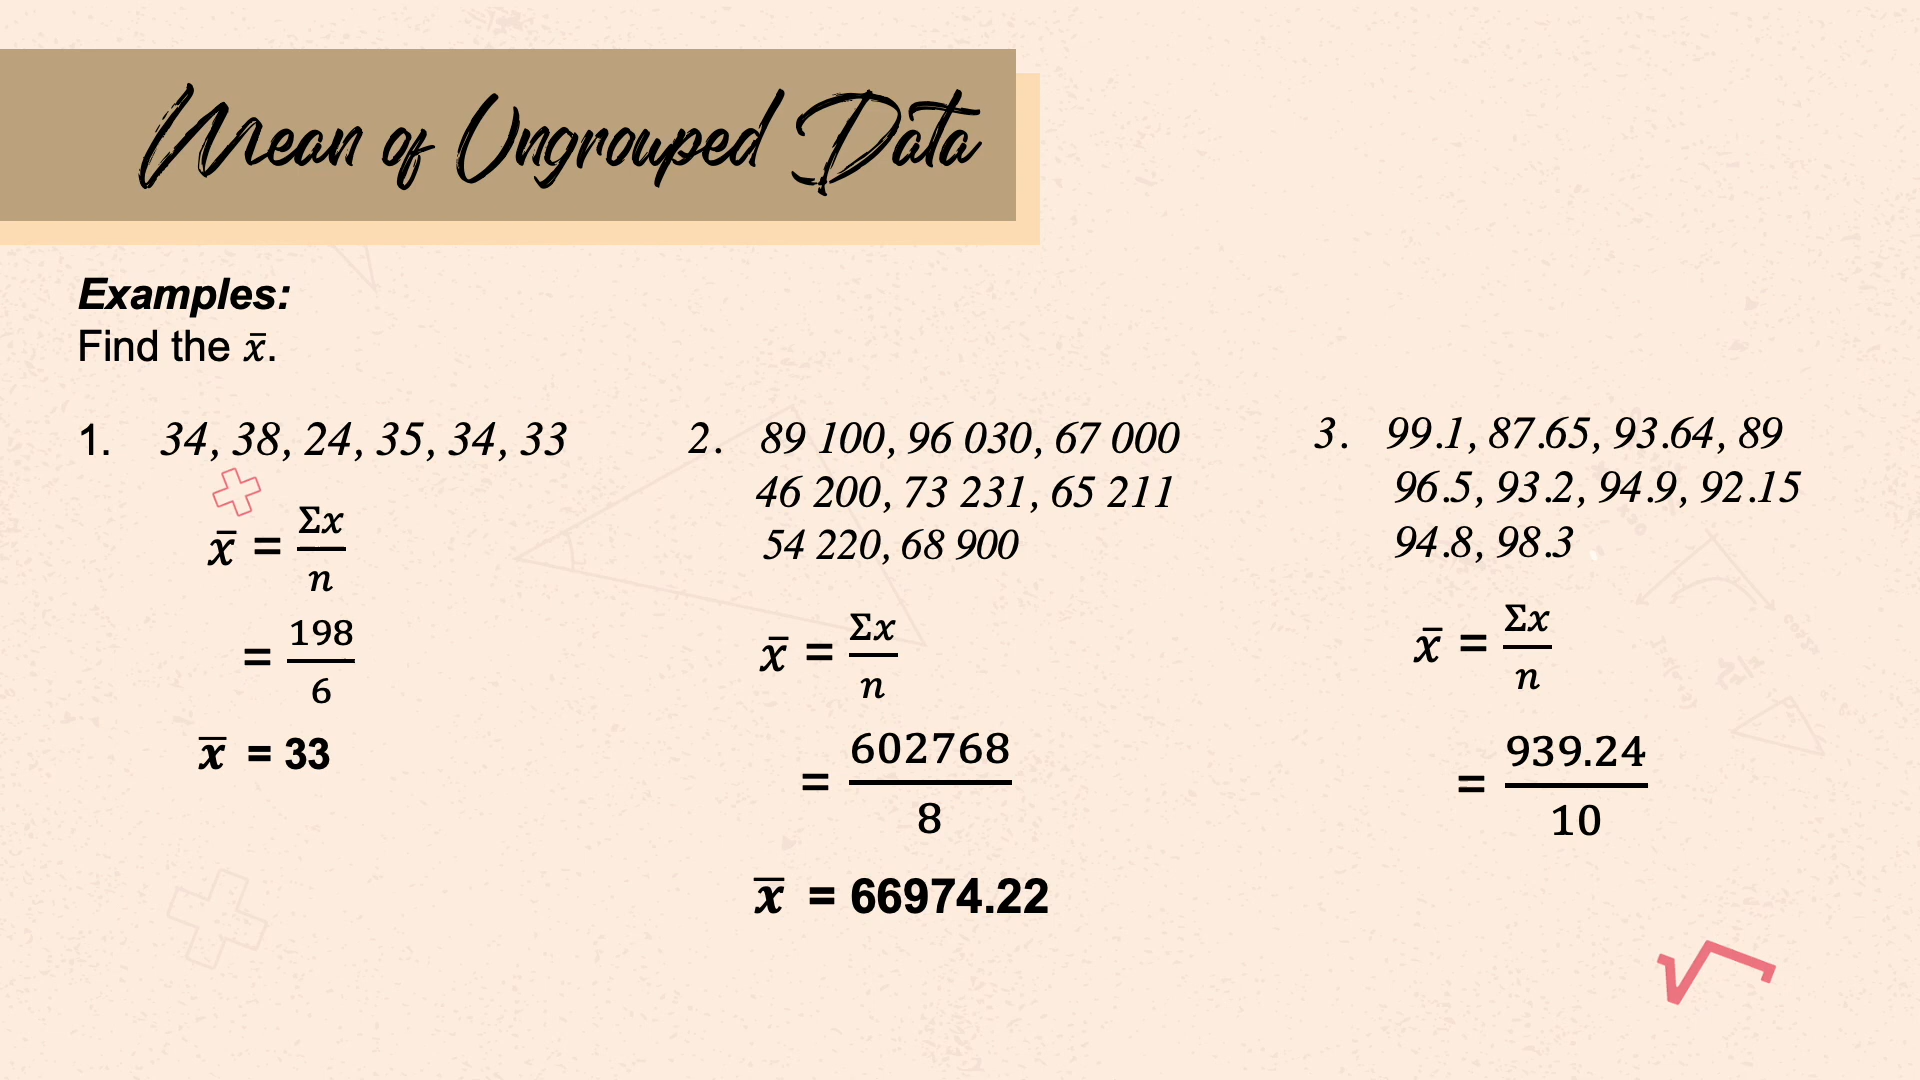 Mean of Ungrouped Data
Examples:
Find the x̄.
1. 34, 38, 24, 35, 34, 33
x̄ = Σx/n
= 198/6
x̄ = 33
2. 89 100, 96 030, 67 000
46 200, 73 231, 65 211
54 220, 68 900
x̄ = Σx/n
= 602768/8
x̄ = 66974.22
3. 99.1, 87.65, 93.64, 89
96.5, 93.2, 94.9, 92.15
94.8, 98.3
x̄ = Σx/n
= 939.24/10